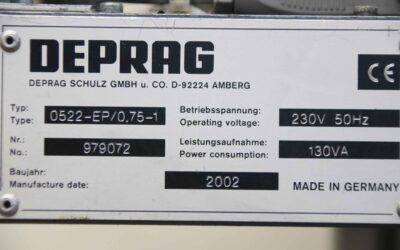 DEPRAG
DEPRAG SCHULZ GMBH u. CO. D-92224 AMBERG
CE
Typ:
Type: 0522-EP/0,75-1
Betriebsspannung:
Operating voltage: 230V 50Hz
Nr.:
No.: 979072
Leistungsaufnahme:
Power consumption: 130VA
Baujahr:
Manufacture date: 2002
MADE IN GERMANY